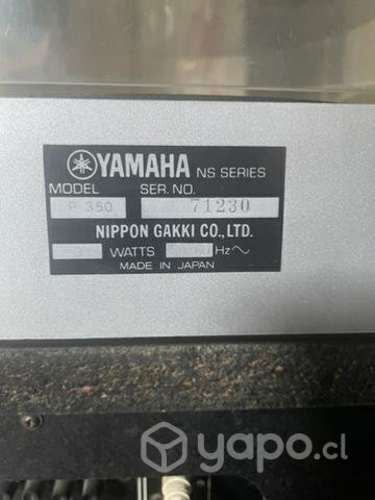 YAMAHA NS SERIES
MODEL SER. NO.
P 350 71230
NIPPON GAKKI CO., LTD.
WATTS Hz
MADE IN JAPAN
yapo.cl